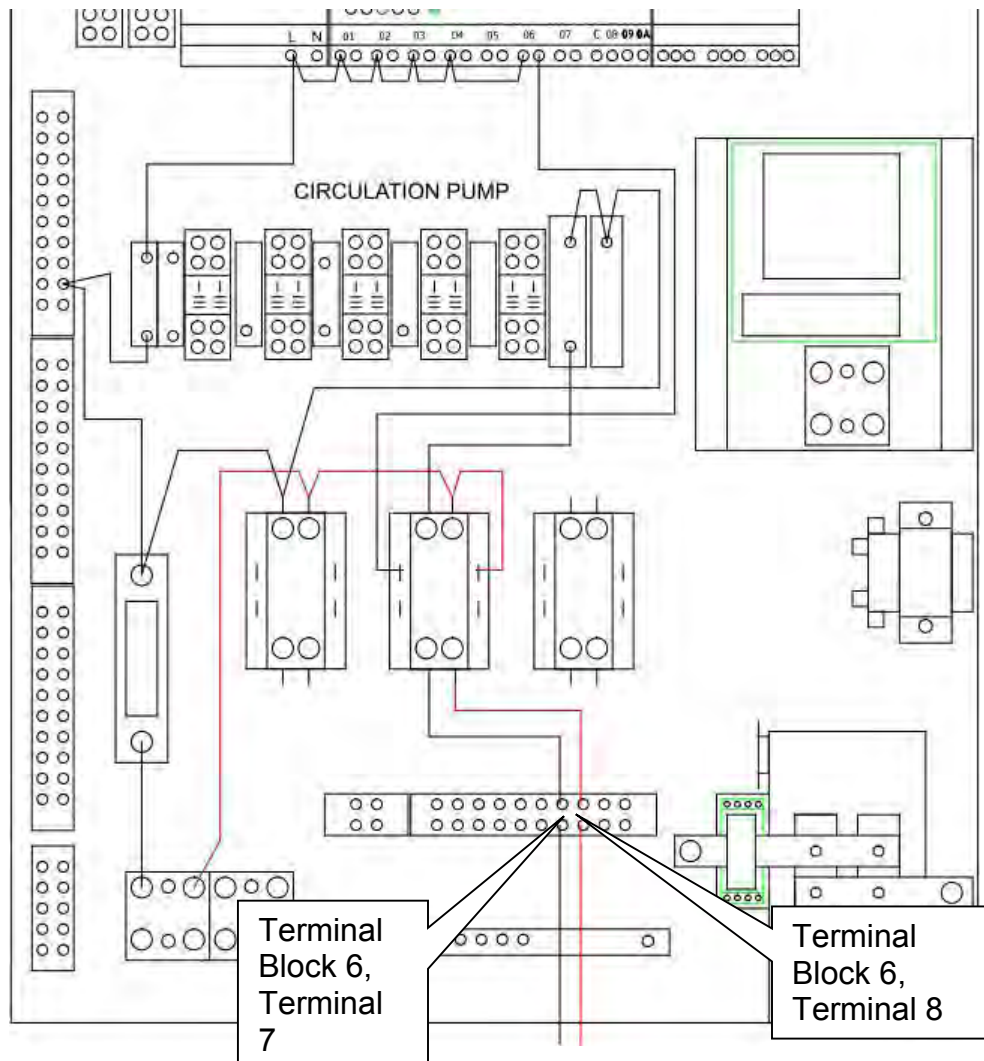 L N 01 02 03 04 05 06 07 C 08 09 0A
CIRCULATION PUMP
Terminal
Block 6,
Terminal
7
Terminal
Block 6,
Terminal 8